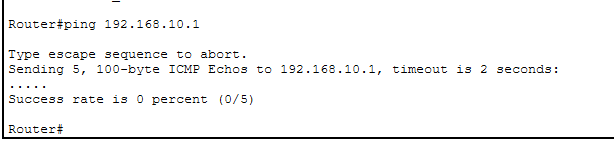 Router#ping 192.168.10.1
Type escape sequence to abort.
Sending 5, 100-byte ICMP Echos to 192.168.10.1, timeout is 2 seconds:
.....
Success rate is 0 percent (0/5)
Router#